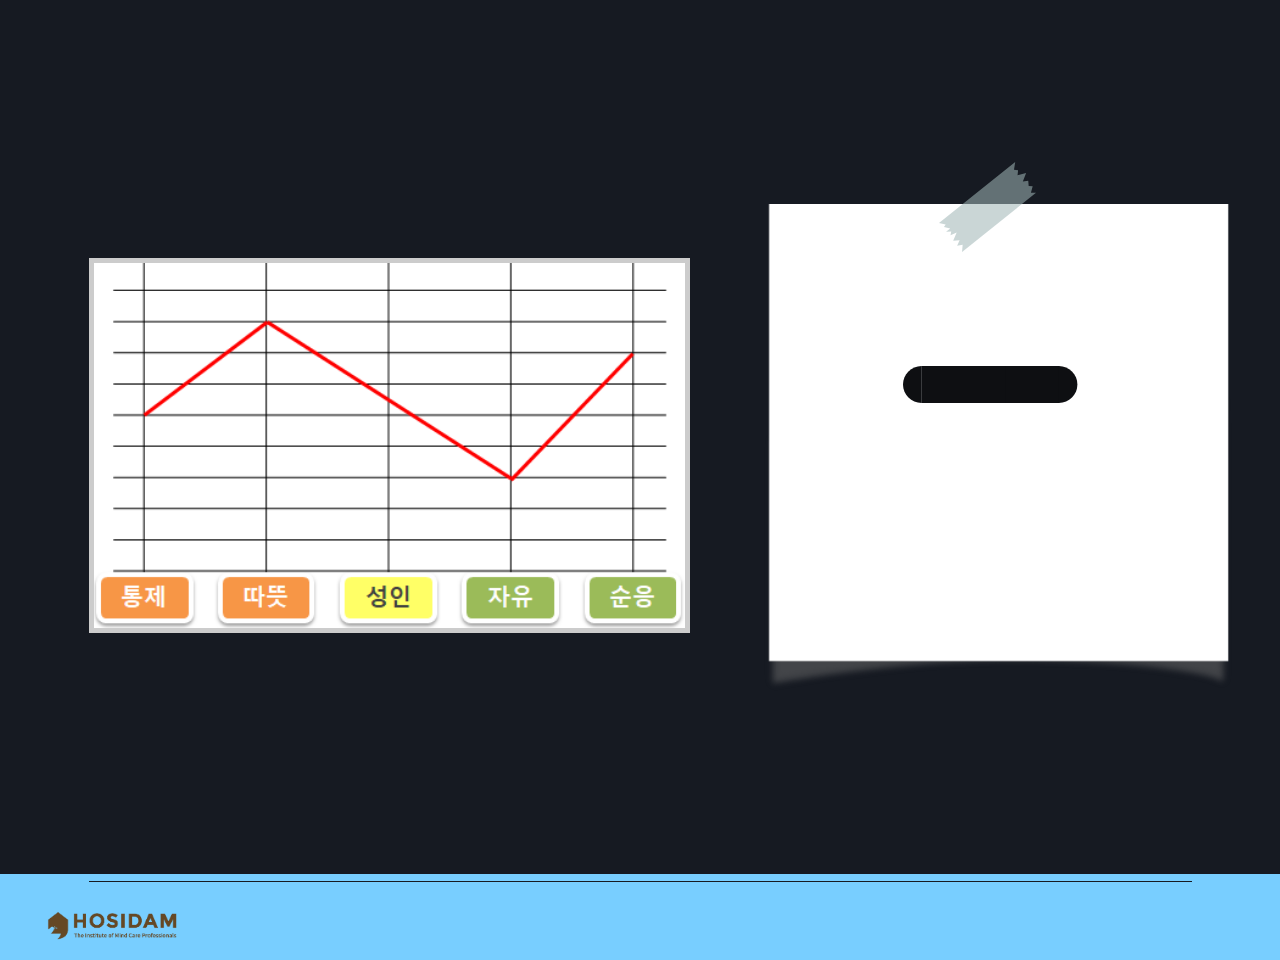 통제 따뜻 성인 자유 순응
HOSIDAM
The Institute of Mind Care Professionals